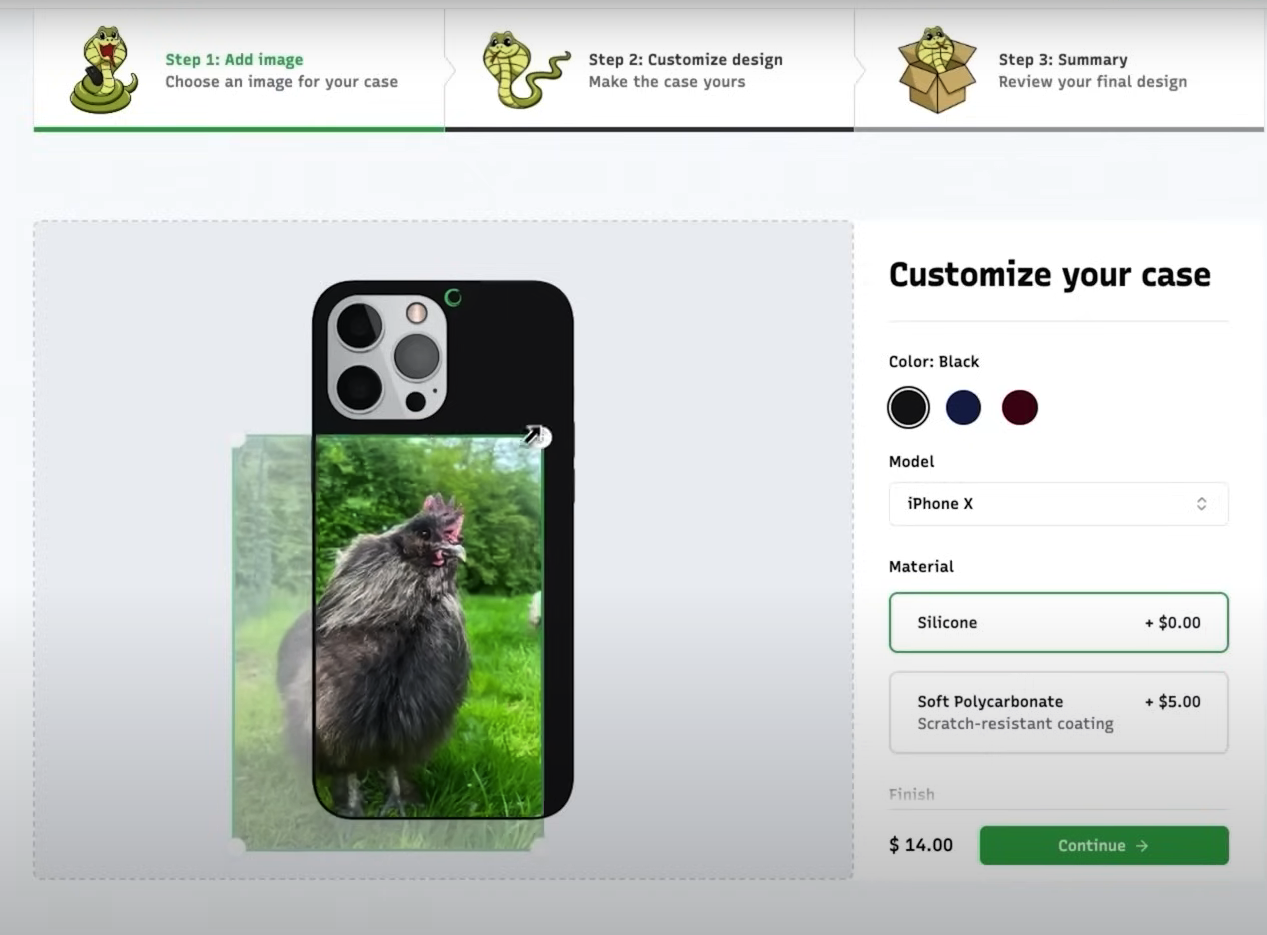 Step 1: Add image
Choose an image for your case
Step 2: Customize design
Make the case yours
Step 3: Summary
Review your final design
Customize your case
Color: Black
Model
iPhone X
Material
Silicone + $0.00
Soft Polycarbonate + $5.00
Scratch-resistant coating
Finish
$ 14.00 Continue →